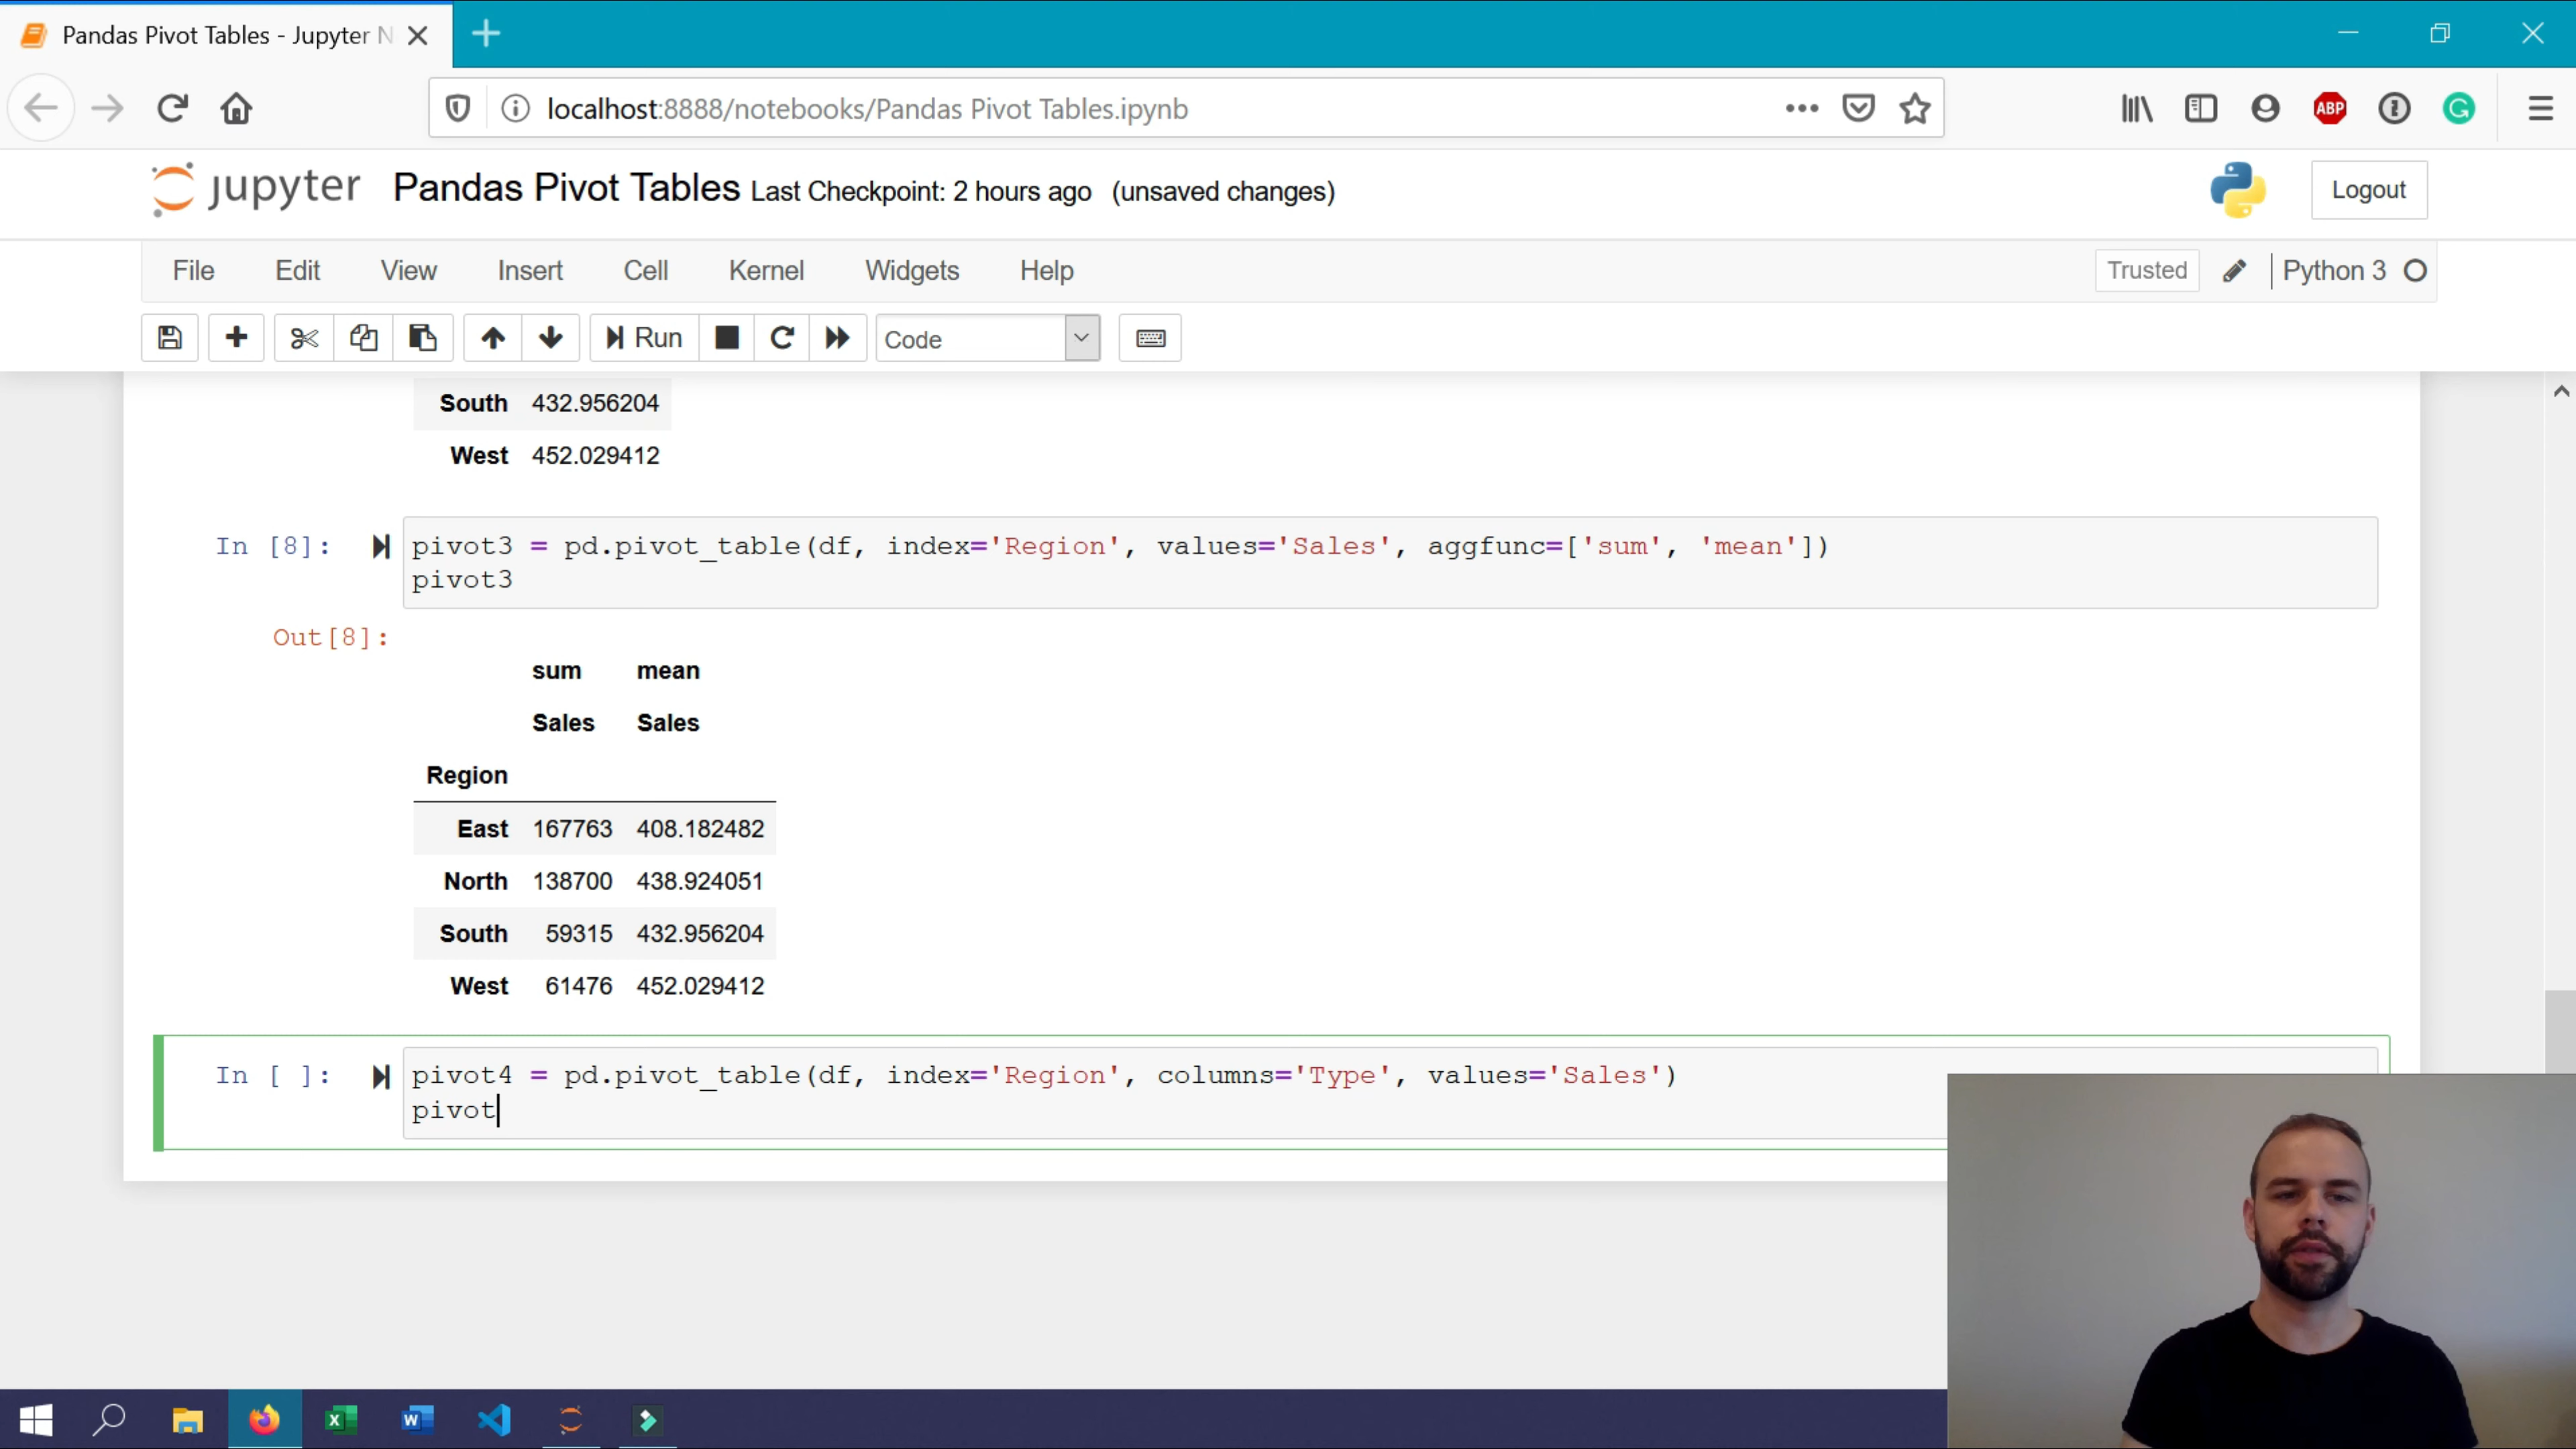 Pandas Pivot Tables - Jupyter N
localhost:8888/notebooks/Pandas Pivot Tables.ipynb
ABP
jupyter Pandas Pivot Tables Last Checkpoint: 2 hours ago (unsaved changes)
Logout
File Edit View Insert Cell Kernel Widgets Help
Trusted Python 3
Run Code
South 432.956204
West 452.029412
In [8]: pivot3 = pd.pivot_table(df, index='Region', values='Sales', aggfunc=['sum', 'mean'])
pivot3
Out[8]:
sum mean
Sales Sales
Region
East 167763 408.182482
North 138700 438.924051
South 59315 432.956204
West 61476 452.029412
In [ ]: pivot4 = pd.pivot_table(df, index='Region', columns='Type', values='Sales')
pivot